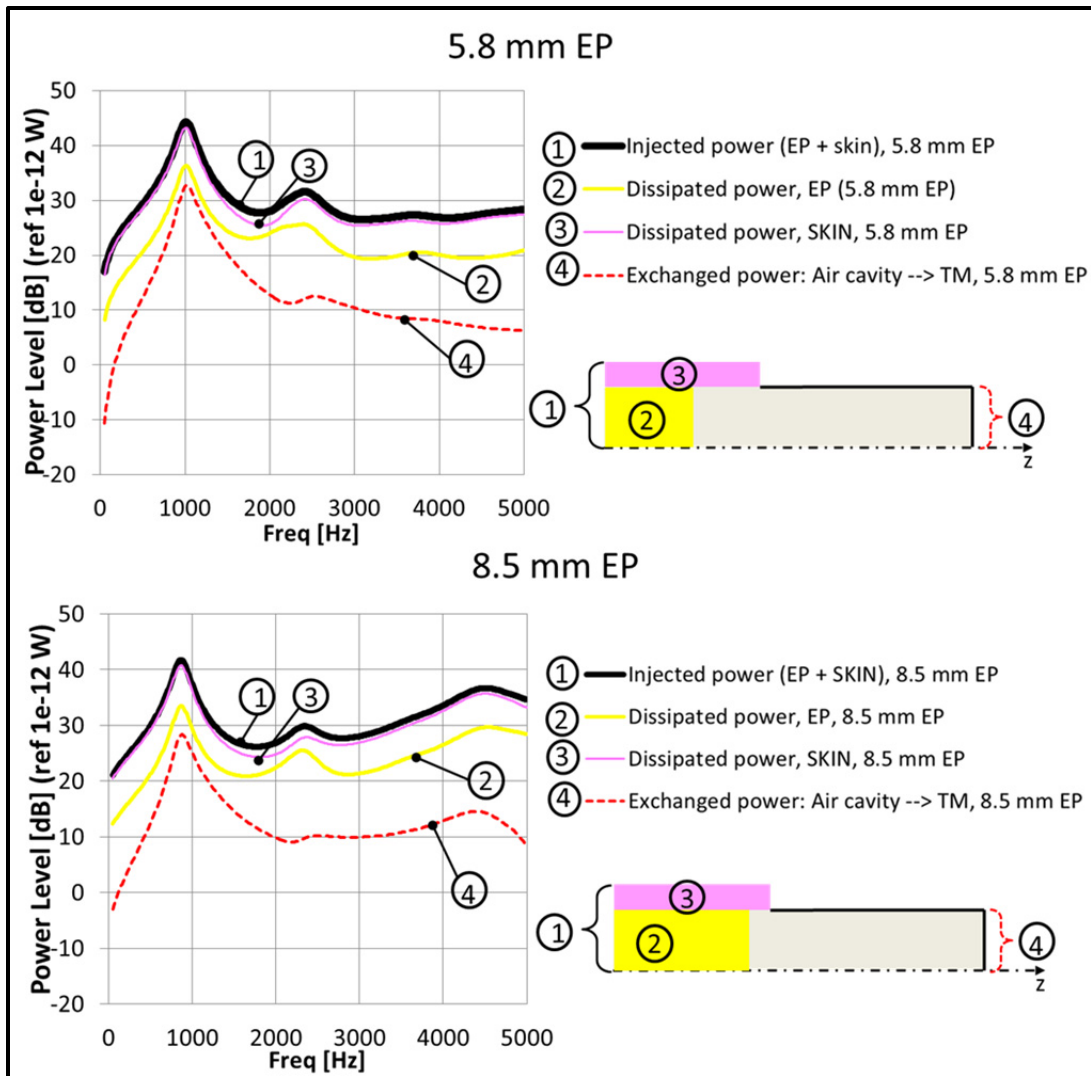 5.8 mm EP
Power Level [dB] (ref 1e-12 W)
50
40
30
20
10
0
-10
-20
0 1000 2000 3000 4000 5000
Freq [Hz]
1
3
2
4
1 Injected power (EP + skin), 5.8 mm EP
2 Dissipated power, EP (5.8 mm EP)
3 Dissipated power, SKIN, 5.8 mm EP
4 Exchanged power: Air cavity --> TM, 5.8 mm EP
3
1
2
4
z
8.5 mm EP
Power Level [dB] (ref 1e-12 W)
50
40
30
20
10
0
-10
-20
0 1000 2000 3000 4000 5000
Freq [Hz]
1
3
2
4
1 Injected power (EP + SKIN), 8.5 mm EP
2 Dissipated power, EP, 8.5 mm EP
3 Dissipated power, SKIN, 8.5 mm EP
4 Exchanged power: Air cavity --> TM, 8.5 mm EP
3
1
2
4
z